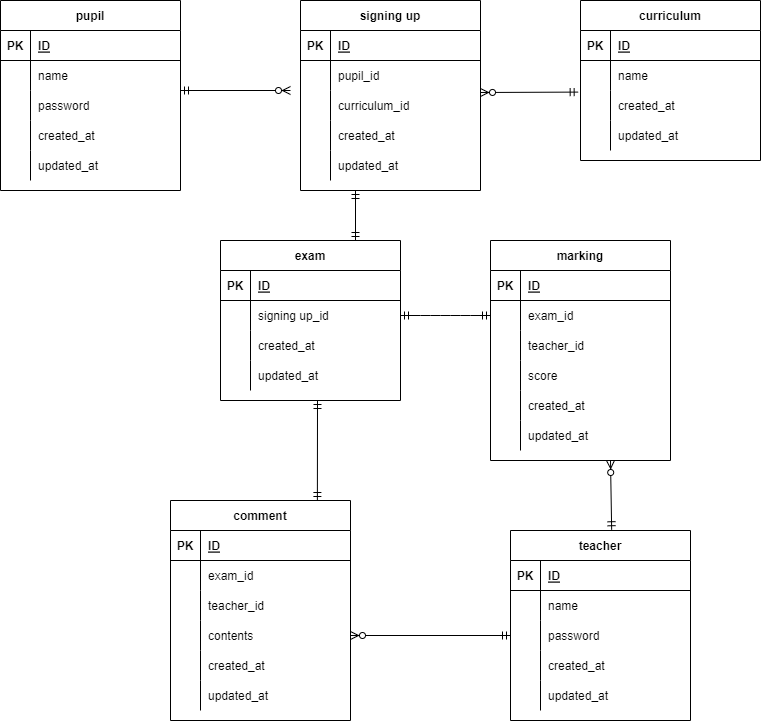 pupil
PK ID
name
password
created_at
updated_at
signing up
PK ID
pupil_id
curriculum_id
created_at
updated_at
curriculum
PK ID
name
created_at
updated_at
exam
PK ID
signing up_id
created_at
updated_at
marking
PK ID
exam_id
teacher_id
score
created_at
updated_at
comment
PK ID
exam_id
teacher_id
contents
created_at
updated_at
teacher
PK ID
name
password
created_at
updated_at